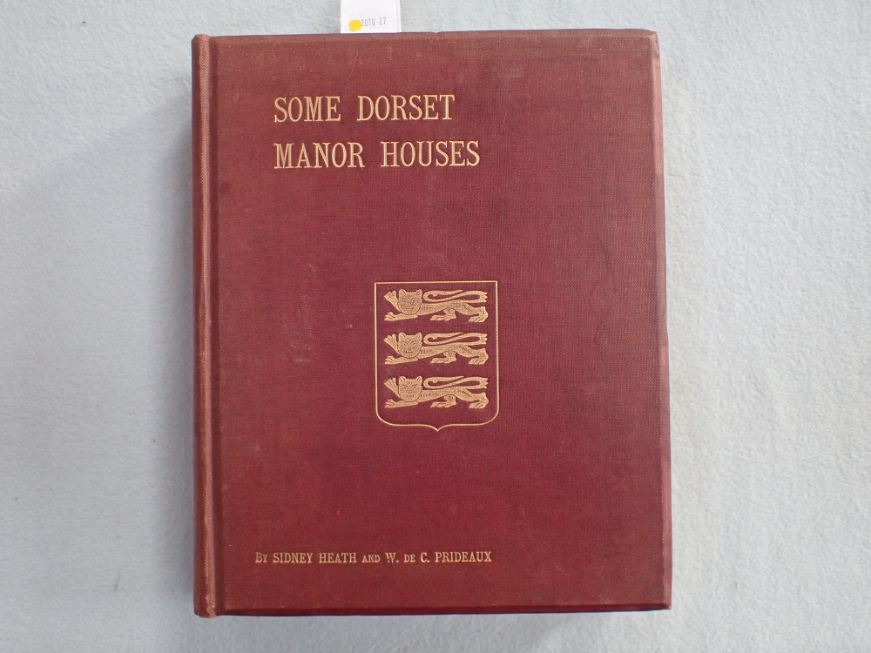 SOME DORSET
MANOR HOUSES
BY SIDNEY HEATH AND W. DE C. PRIDEAUX